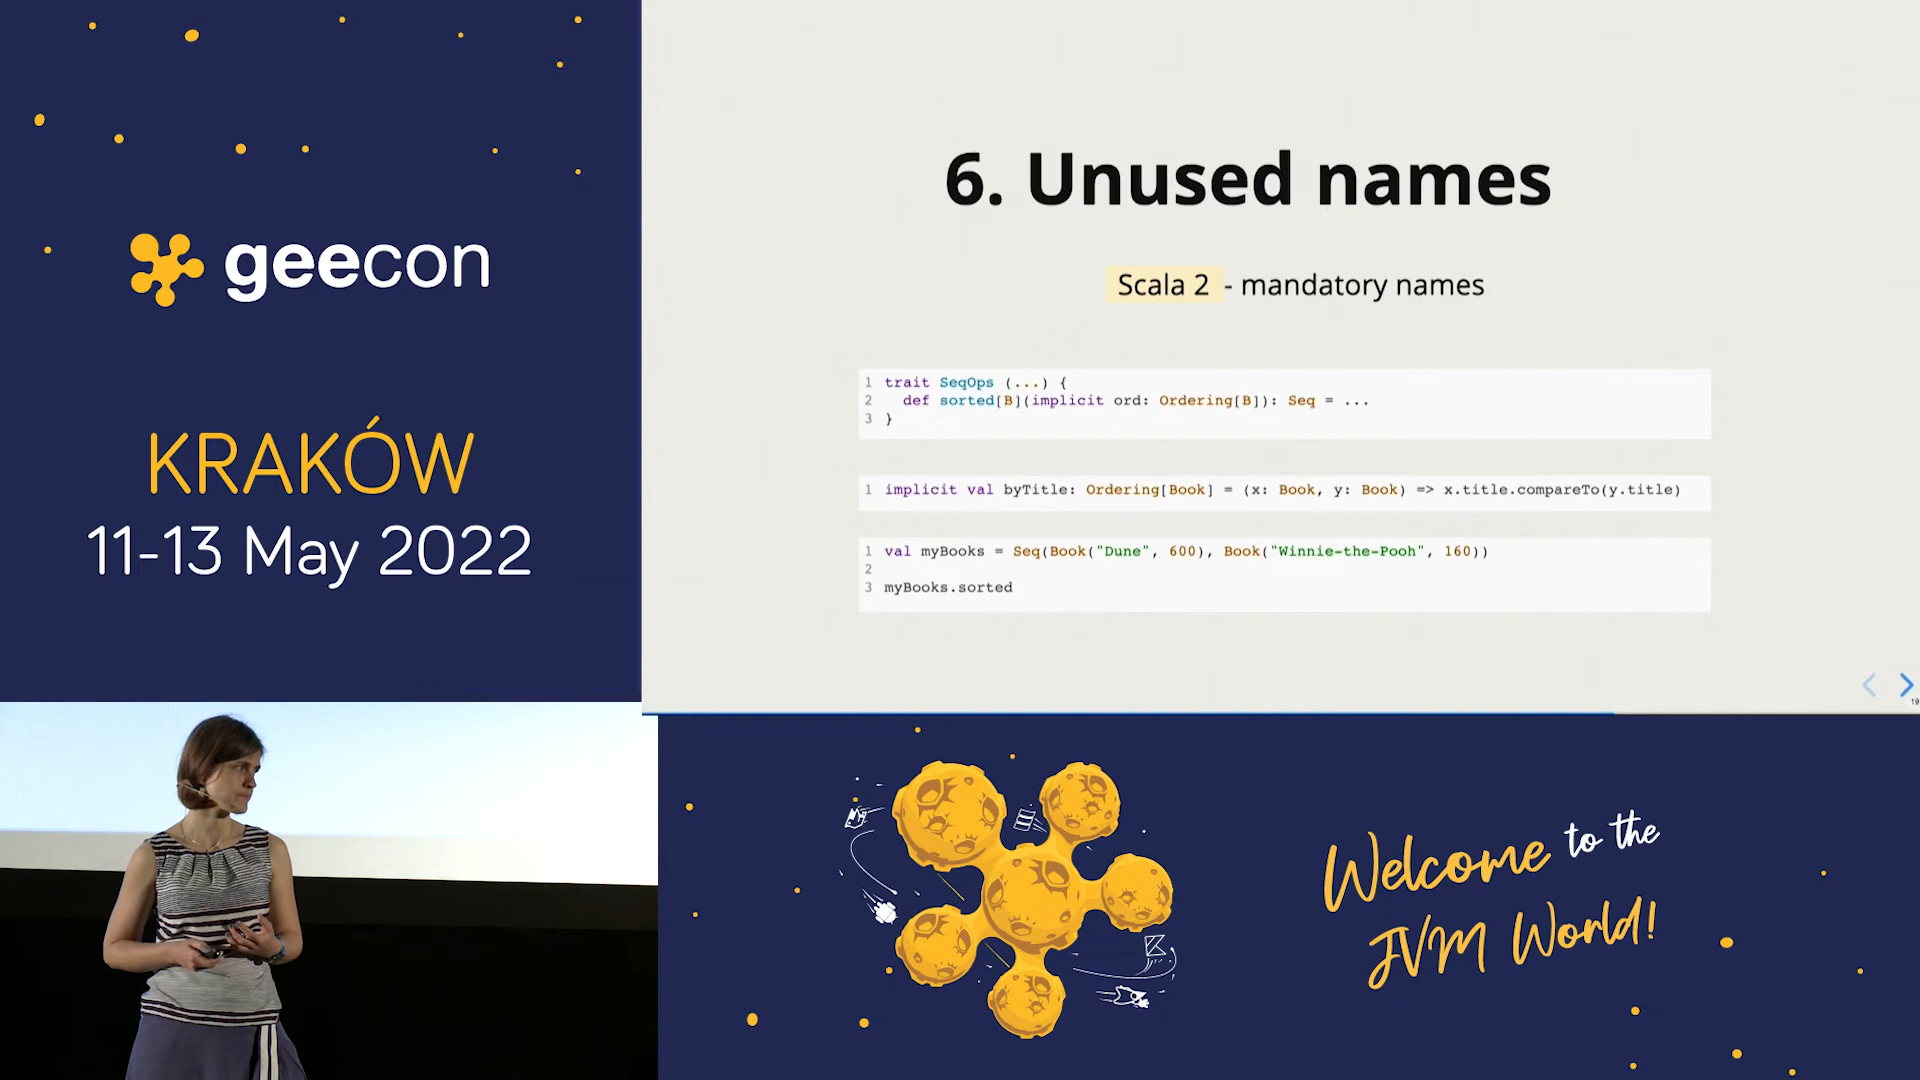 geecon
KRAKÓW
11-13 May 2022
6. Unused names
Scala 2 - mandatory names
1 trait SeqOps (...) {
2 def sorted[B](implicit ord: Ordering[B]): Seq = ...
3 }
1 implicit val byTitle: Ordering[Book] = (x: Book, y: Book) => x.title.compareTo(y.title)
1 val myBooks = Seq(Book("Dune", 600), Book("Winnie-the-Pooh", 160))
2
3 myBooks.sorted
19
Welcome to the
JVM World!